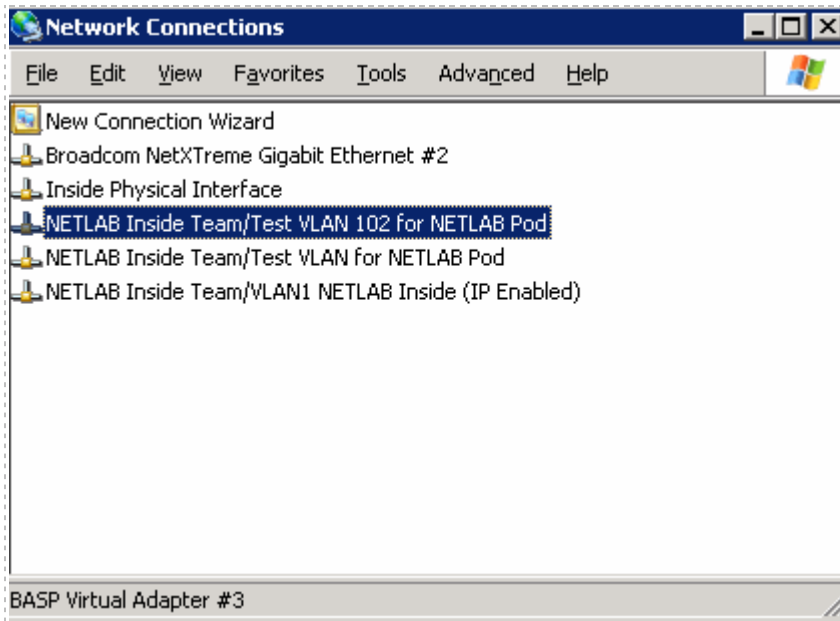 Network Connections
File Edit View Favorites Tools Advanced Help
New Connection Wizard
Broadcom NetXTreme Gigabit Ethernet #2
Inside Physical Interface
NETLAB Inside Team/Test VLAN 102 for NETLAB Pod
NETLAB Inside Team/Test VLAN for NETLAB Pod
NETLAB Inside Team/VLAN1 NETLAB Inside (IP Enabled)
BASP Virtual Adapter #3